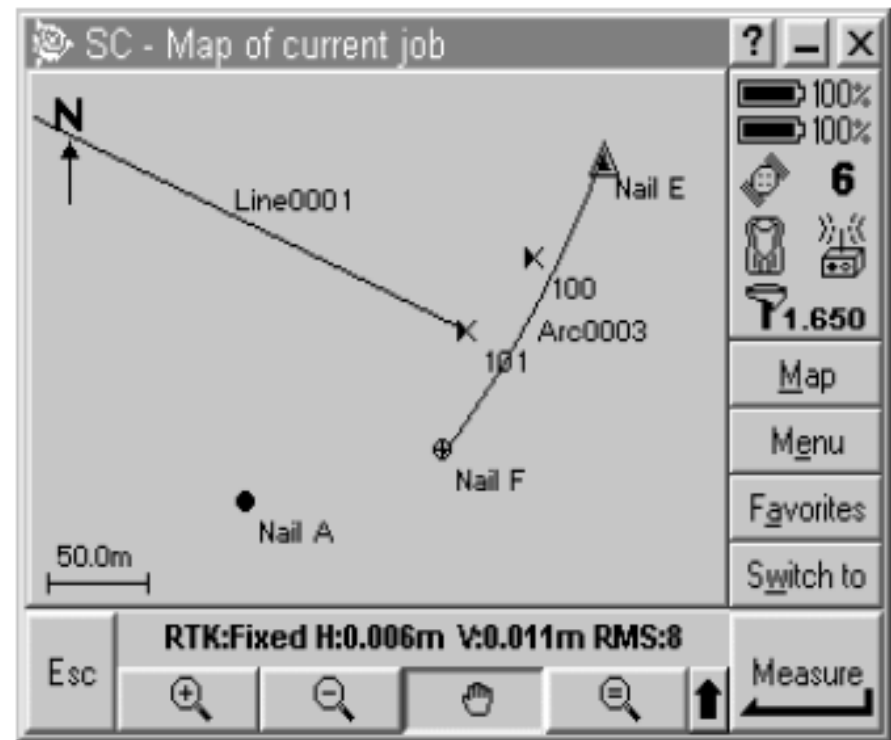 SC - Map of current job ? – ×
N
100%
100%
Line0001
Nail E
6
100
1.650
Arc0003
101
Map
Menu
Nail F
Favorites
Nail A
50.0m
Switch to
RTK:Fixed H:0.006m V:0.011m RMS:8
Esc
Measure